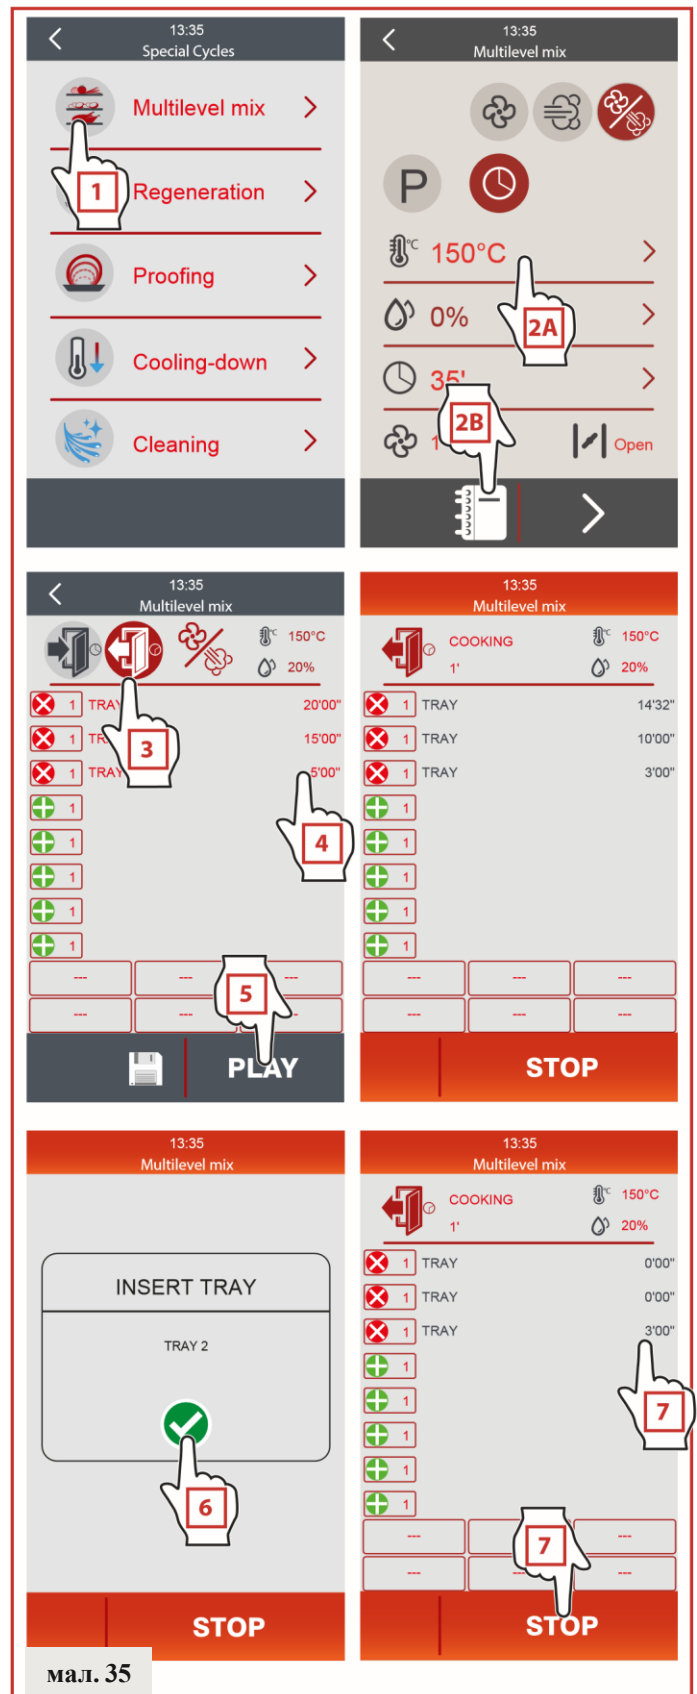 13:35
Special Cycles
Multilevel mix
1
Regeneration
Proofing
Cooling-down
Cleaning
13:35
Multilevel mix
P
°C 150°C
2A
0%
35'
2B
1
Open
13:35
Multilevel mix
°C 150°C
20%
1 TRAY 20'00"
1 15'00"
3
1 TRAY 5'00"
1
4
1
1
1
1
--- --- ---
5
--- --- --
PLAY
13:35
Multilevel mix
COOKING °C 150°C
1' 20%
1 TRAY 14'32"
1 TRAY 10'00"
1 TRAY 3'00"
1
1
1
1
1
--- --- ---
--- --- ---
STOP
13:35
Multilevel mix
INSERT TRAY
TRAY 2
6
STOP
13:35
Multilevel mix
COOKING °C 150°C
1' 20%
1 TRAY 0'00"
1 TRAY 0'00"
1 TRAY 3'00"
1
7
1
1
1
1
--- ---
7
--- ---
STOP
мал. 35